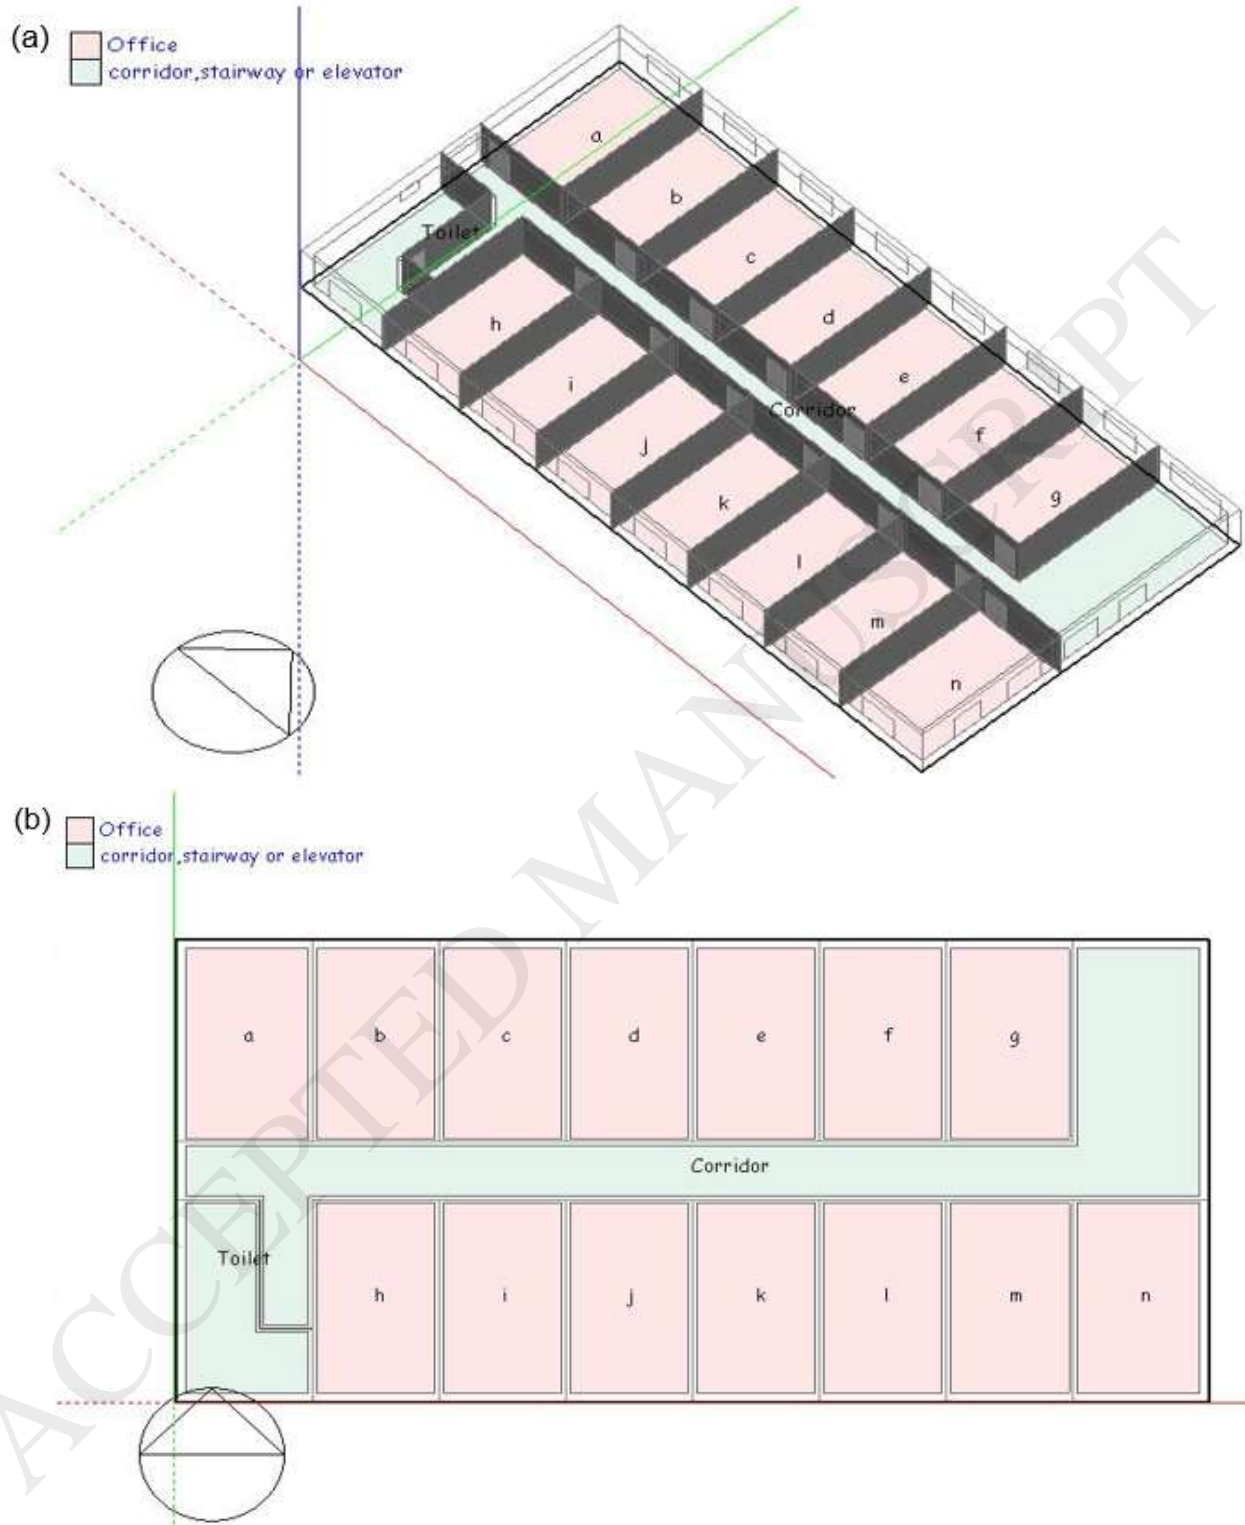 (a)
Office
corridor,stairway or elevator
a
b
Toilet
c
h
d
i
e
Corridor
j
f
k
g
l
m
n
(b)
Office
corridor,stairway or elevator
a b c d e f g
Corridor
Toilet
h i j k l m n
ACCEPTED MANUSCRIPT